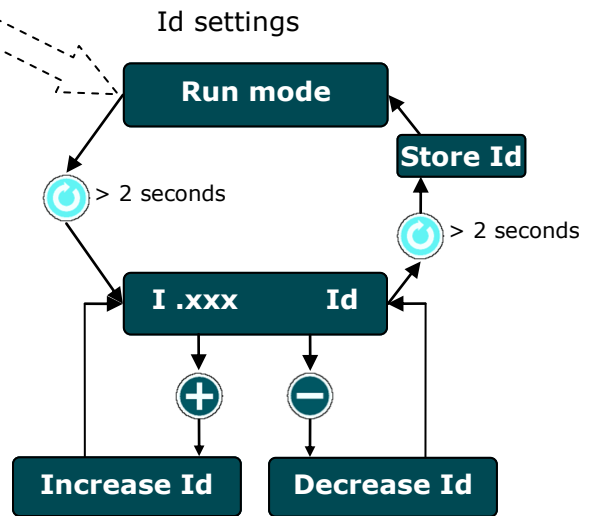 Id settings
Run mode
Store Id
> 2 seconds
> 2 seconds
I .xxx Id
Increase Id
Decrease Id